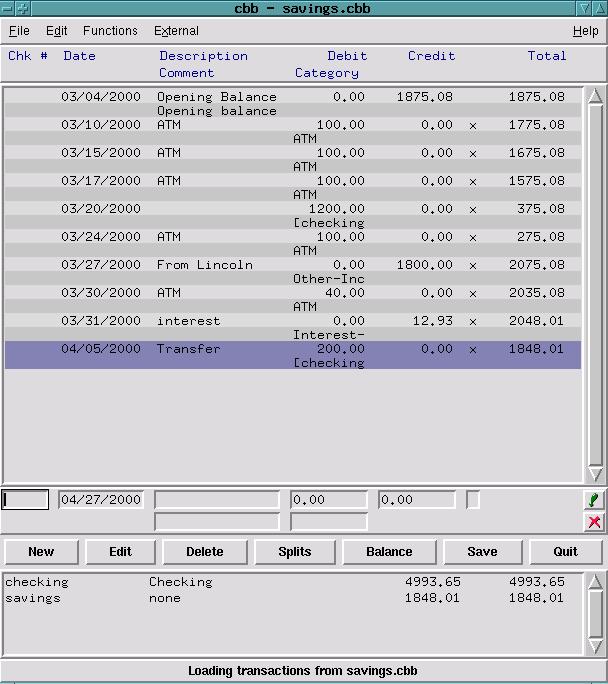 cbb - savings.cbb
File Edit Functions External Help
Chk # Date Description Debit Credit Total
Comment Category
03/04/2000 Opening Balance 0.00 1875.08 1875.08
Opening balance
03/10/2000 ATM 100.00 0.00 x 1775.08
ATM
03/15/2000 ATM 100.00 0.00 x 1675.08
ATM
03/17/2000 ATM 100.00 0.00 x 1575.08
ATM
03/20/2000 1200.00 0.00 x 375.08
[checking
03/24/2000 ATM 100.00 0.00 x 275.08
ATM
03/27/2000 From Lincoln 0.00 1800.00 x 2075.08
Other-Inc
03/30/2000 ATM 40.00 0.00 x 2035.08
ATM
03/31/2000 interest 0.00 12.93 x 2048.01
Interest-
04/05/2000 Transfer 200.00 0.00 x 1848.01
[checking
04/27/2000 0.00 0.00
New Edit Delete Splits Balance Save Quit
checking Checking 4993.65 4993.65
savings none 1848.01 1848.01
Loading transactions from savings.cbb